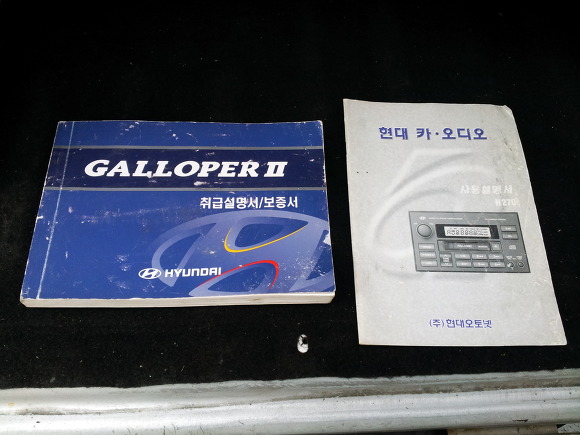 GALLOPER II
취급설명서/보증서
HYUNDAI
현대 카·오디오
사용설명서
(주)현대오토넷